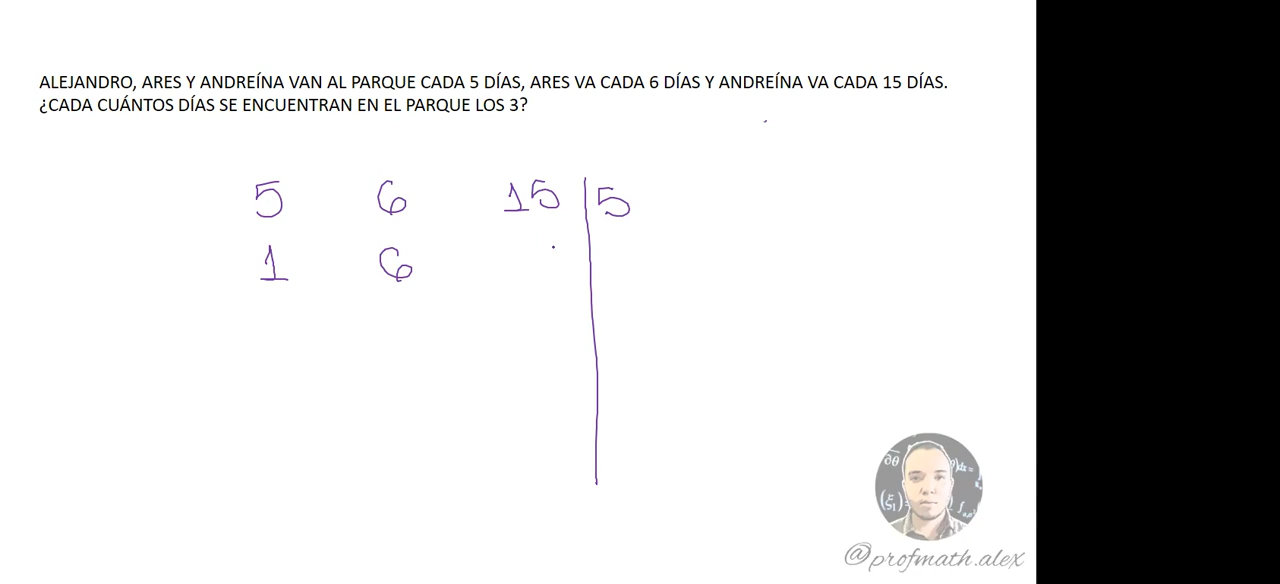 ALEJANDRO, ARES Y ANDREÍNA VAN AL PARQUE CADA 5 DÍAS, ARES VA CADA 6 DÍAS Y ANDREÍNA VA CADA 15 DÍAS.
¿CADA CUÁNTOS DÍAS SE ENCUENTRAN EN EL PARQUE LOS 3?
5 6 15 | 5
1 6
@profmath.alex